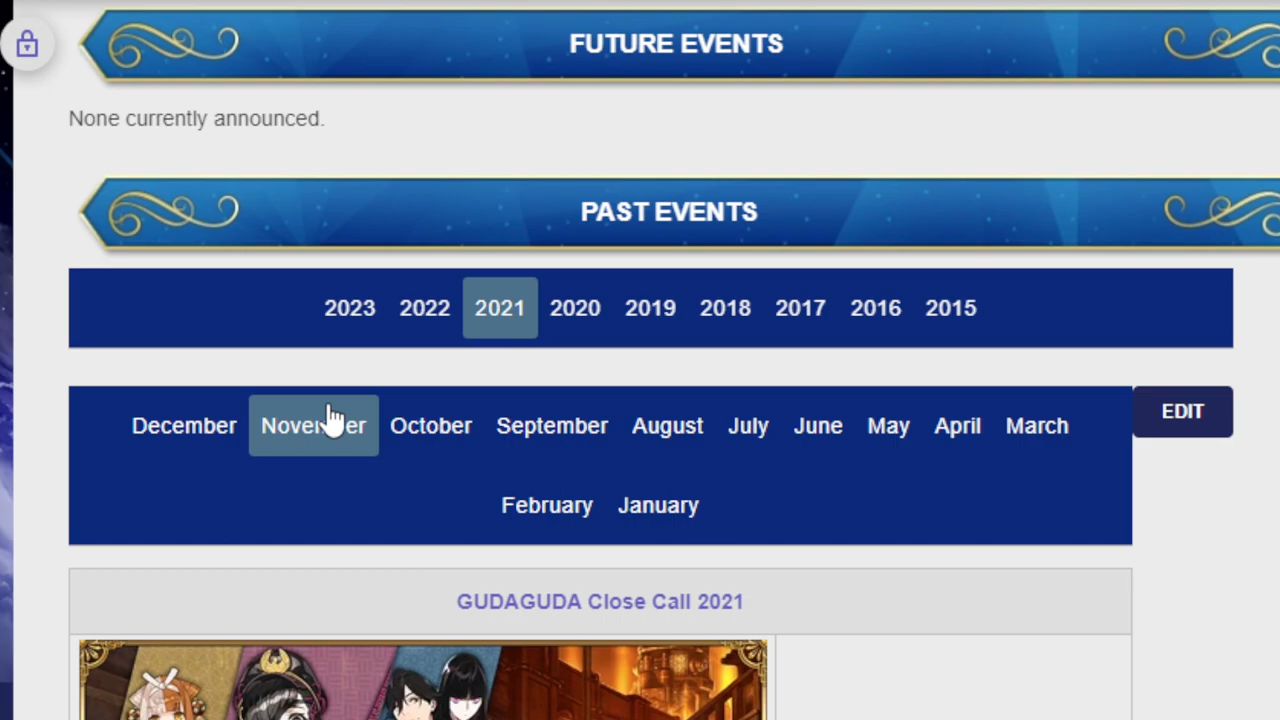 FUTURE EVENTS
None currently announced.
PAST EVENTS
2023 2022 2021 2020 2019 2018 2017 2016 2015
December November October September August July June May April March
EDIT
February January
GUDAGUDA Close Call 2021